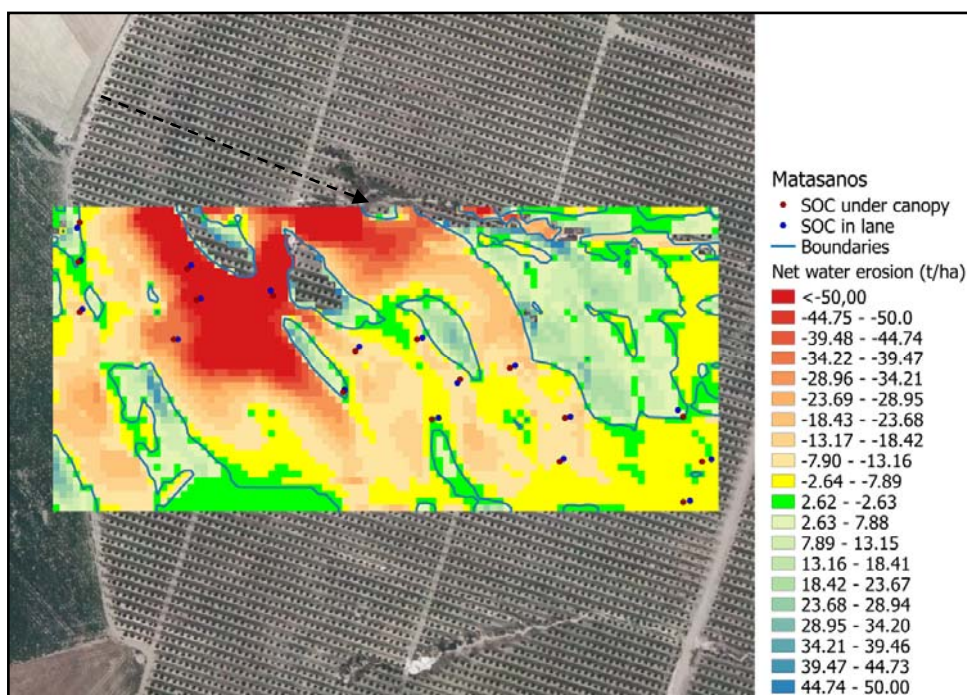 Matasanos
SOC under canopy
SOC in lane
Boundaries
Net water erosion (t/ha)
<-50,00
-44.75 - -50.0
-39.48 - -44.74
-34.22 - -39.47
-28.96 - -34.21
-23.69 - -28.95
-18.43 - -23.68
-13.17 - -18.42
-7.90 - -13.16
-2.64 - -7.89
2.62 - -2.63
2.63 - 7.88
7.89 - 13.15
13.16 - 18.41
18.42 - 23.67
23.68 - 28.94
28.95 - 34.20
34.21 - 39.46
39.47 - 44.73
44.74 - 50.00